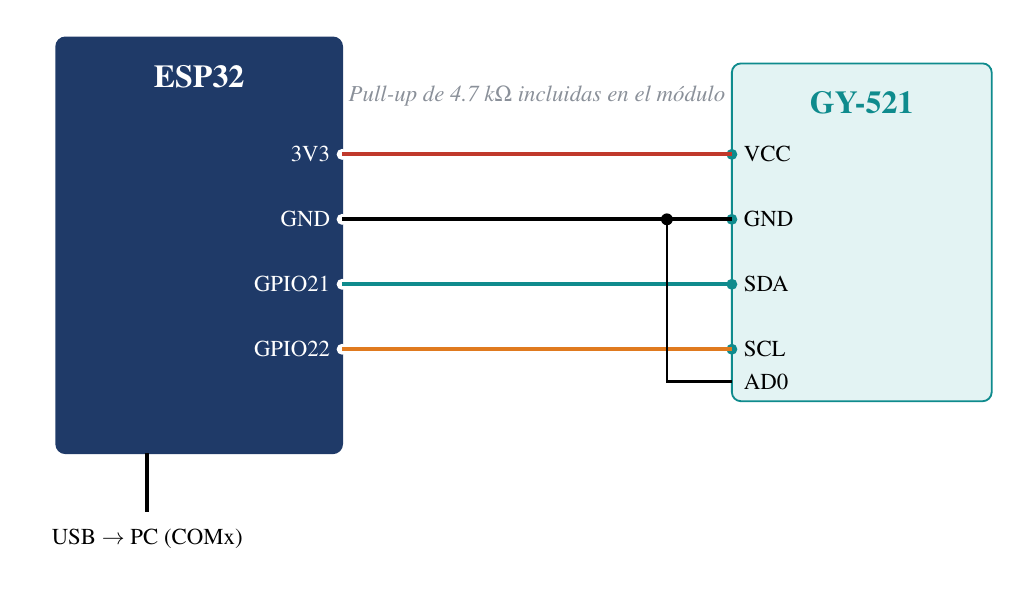 ESP32
Pull-up de 4.7 kΩ incluidas en el módulo
GY-521
3V3
VCC
GND
GND
GPIO21
SDA
GPIO22
SCL
AD0
USB → PC (COMx)